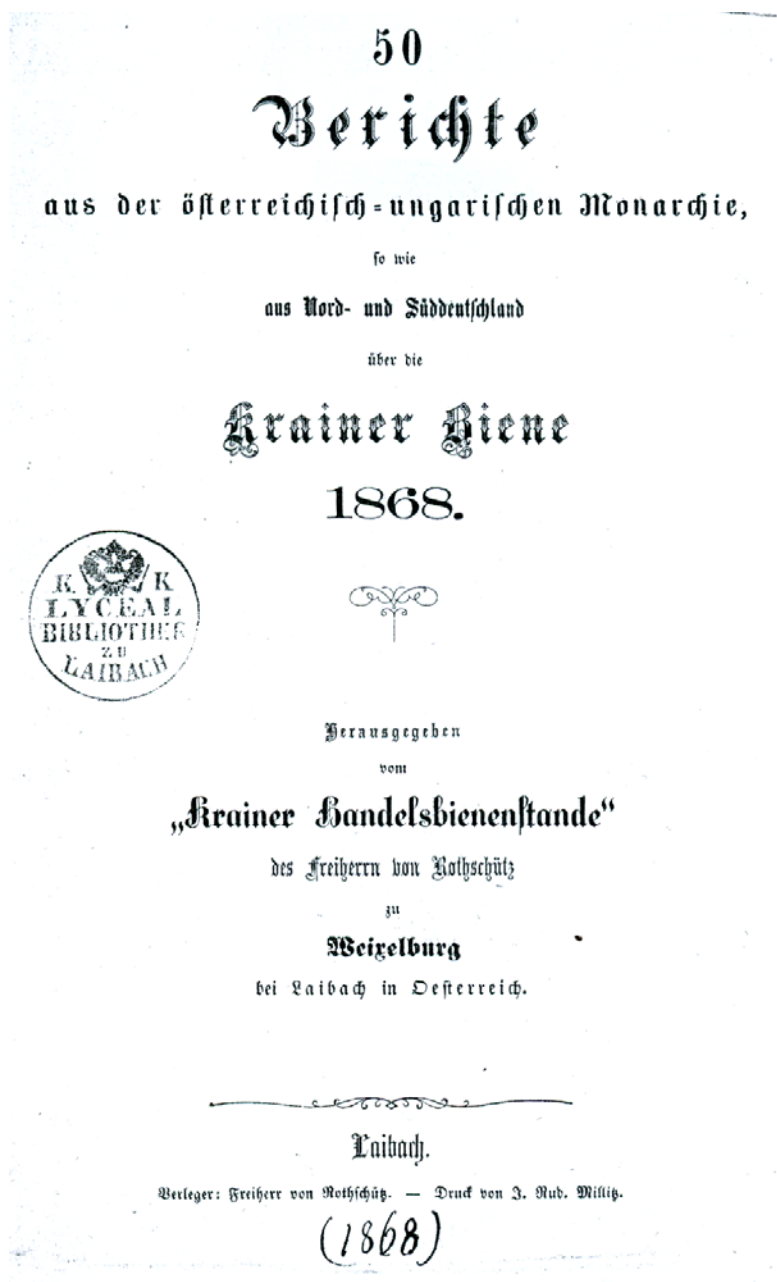 50
Berichte
aus der österreichisch-ungarischen Monarchie,
so wie
aus Nord- und Süddeutschland
über die
Krainer Biene
1868.
K. K
LYCEAL
BIBLIOTHEK
ZU
LAIBACH
Herausgegeben
vom
„Krainer Handelsbienenstande“
des Freiherrn von Rothschütz
zu
Weixelburg
bei Laibach in Oesterreich.
Laibach.
Verleger: Freiherr von Rothschütz. — Druck von J. Rud. Millitz.
(1868)